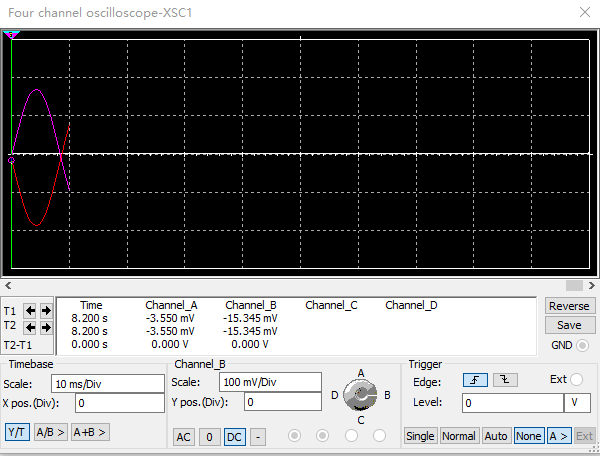 Four channel oscilloscope-XSC1
Time Channel_A Channel_B Channel_C Channel_D
T1 8.200 s -3.550 mV -15.345 mV
T2 8.200 s -3.550 mV -15.345 mV
T2-T1 0.000 s 0.000 V 0.000 V
Reverse
Save
GND
Timebase
Scale: 10 ms/Div
X pos.(Div): 0
Y/T A/B > A+B >
Channel_B
Scale: 100 mV/Div
Y pos.(Div): 0
AC 0 DC -
A
D B
C
Trigger
Edge: Ext
Level: 0 V
Single Normal Auto None A > Ext